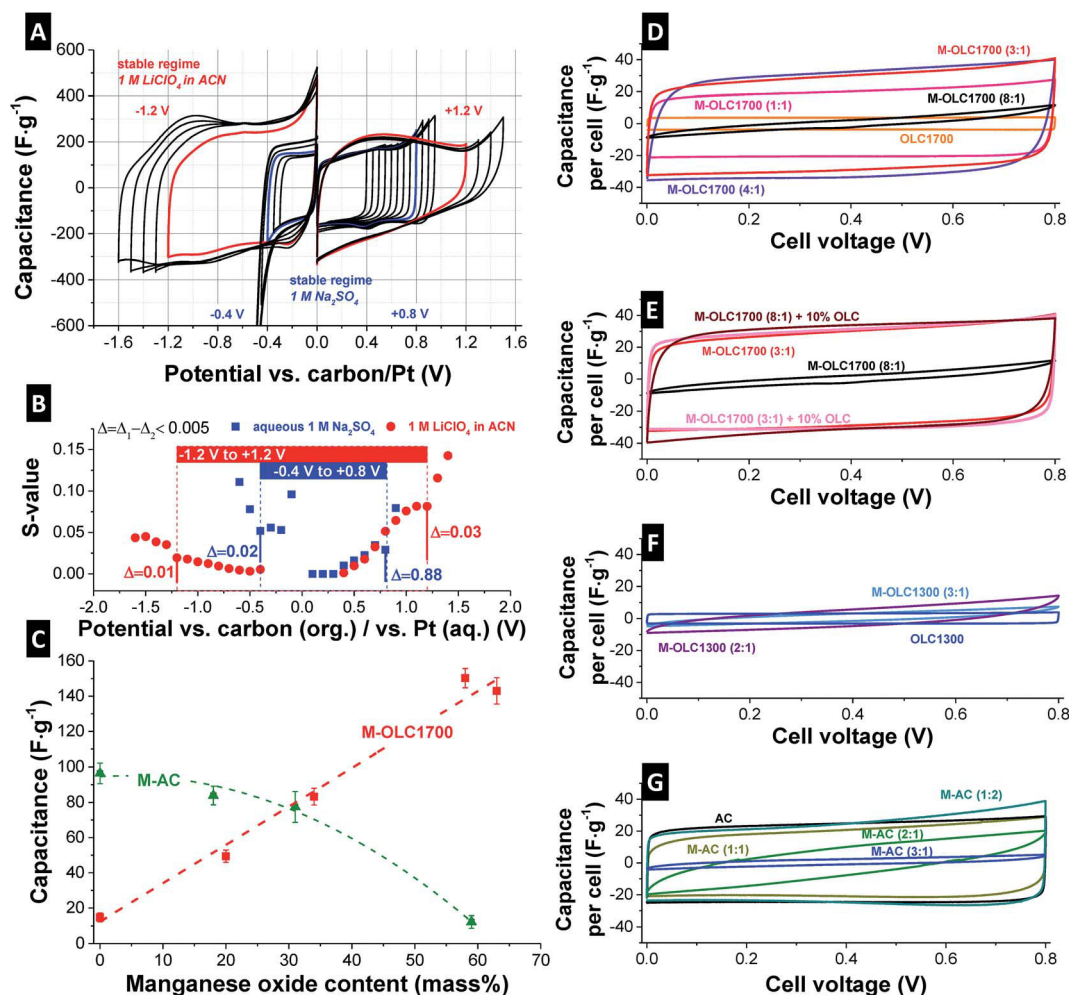 A
stable regime
1 M LiClO₄ in ACN
-1.2 V
+1.2 V
stable regime
1 M Na₂SO₄
-0.4 V
+0.8 V
600
400
200
0
-200
-400
-600
Capacitance (F·g⁻¹)
-1.6 -1.2 -0.8 -0.4 0.0 0.4 0.8 1.2 1.6
Potential vs. carbon/Pt (V)
B
Δ=Δ₁−Δ₂< 0.005
aqueous 1 M Na₂SO₄
1 M LiClO₄ in ACN
-1.2 V to +1.2 V
-0.4 V to +0.8 V
Δ=0.01
Δ=0.02
Δ=0.03
Δ=0.88
0.15
0.10
0.05
0.00
S-value
-2.0 -1.5 -1.0 -0.5 0.0 0.5 1.0 1.5 2.0
Potential vs. carbon (org.) / vs. Pt (aq.) (V)
C
M-OLC1700
M-AC
160
140
120
100
80
60
40
20
0
Capacitance (F·g⁻¹)
0 10 20 30 40 50 60 70
Manganese oxide content (mass%)
D
M-OLC1700 (3:1)
M-OLC1700 (1:1)
M-OLC1700 (8:1)
OLC1700
M-OLC1700 (4:1)
40
20
0
-20
-40
Capacitance
per cell (F·g⁻¹)
0.0 0.2 0.4 0.6 0.8
Cell voltage (V)
E
M-OLC1700 (8:1) + 10% OLC
M-OLC1700 (3:1)
M-OLC1700 (8:1)
M-OLC1700 (3:1) + 10% OLC
40
20
0
-20
-40
Capacitance
per cell (F·g⁻¹)
0.0 0.2 0.4 0.6 0.8
Cell voltage (V)
F
M-OLC1300 (3:1)
M-OLC1300 (2:1)
OLC1300
40
20
0
-20
-40
Capacitance
per cell (F·g⁻¹)
0.0 0.2 0.4 0.6 0.8
Cell voltage (V)
G
M-AC (1:2)
AC
M-AC (2:1)
M-AC (1:1)
M-AC (3:1)
40
20
0
-20
-40
Capacitance
per cell (F·g⁻¹)
0.0 0.2 0.4 0.6 0.8
Cell voltage (V)